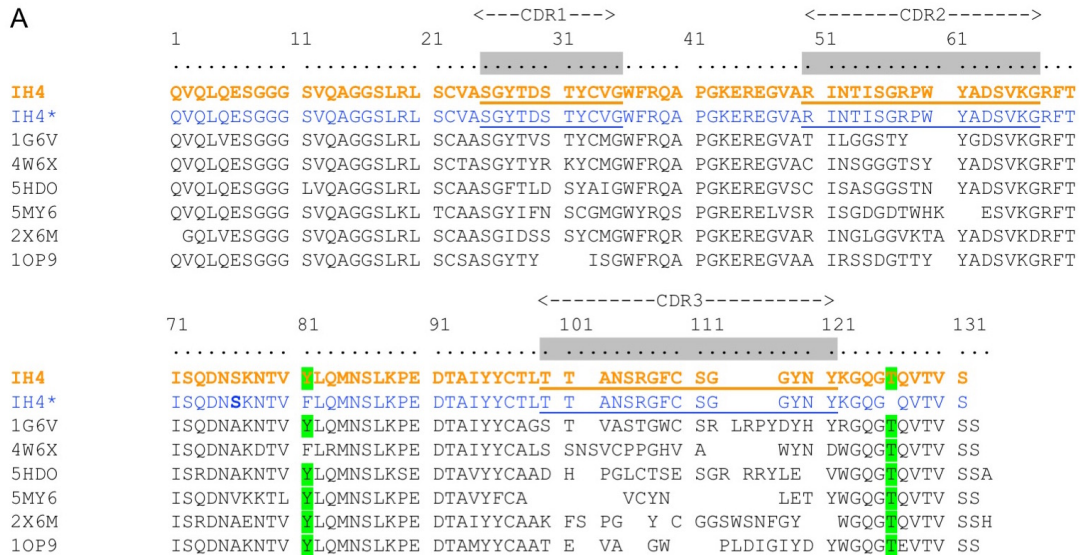 A
<---CDR1---> <-------CDR2------->
1 11 21 31 41 51 61
.......... .......... .......... .......... .......... .......... ..........
IH4 QVQLQESGGG SVQAGGSLRL SCVASGYTDS TYCVGWFRQA PGKEREGVAR INTISGRPW YADSVKGRFT
IH4* QVQLQESGGG SVQAGGSLRL SCVASGYTDS TYCVGWFRQA PGKEREGVAR INTISGRPW YADSVKGRFT
1G6V QVQLQESGGG SVQAGGSLRL SCAASGYTVS TYCMGWFRQA PGKEREGVAT ILGGSTY YGDSVKGRFT
4W6X QVQLQESGGG SVQAGGSLRL SCTASGYTYR KYCMGWFRQA PGKEREGVAC INSGGGTSY YADSVKGRFT
5HDO QVQLQESGGG LVQAGGSLRL SCAASGFTLD SYAIGWFRQA PGKEREGVSC ISASGGSTN YADSVKGRFT
5MY6 QVQLQESGGG SVQAGGSLKL TCAASGYIFN SCGMGWYRQS PGRERELVSR ISGDGDTWHK ESVKGRFT
2X6M GQLVESGGG SVQAGGSLRL SCAASGIDSS SYCMGWFRQR PGKEREGVAR INGLGGVKTA YADSVKDRFT
1OP9 QVQLQESGGG SVQAGGSLRL SCSASGYTY ISGWFRQA PGKEREGVAA IRSSDGTTY YADSVKGRFT
<---------CDR3---------->
71 81 91 101 111 121 131
.......... .......... .......... .......... .......... .......... . .
IH4 ISQDNSKNTV YLQMNSLKPE DTAIYYCTLT T ANSRGFC SG GYN YKGQGTQVTV S
IH4* ISQDNSKNTV FLQMNSLKPE DTAIYYCTLT T ANSRGFC SG GYN YKGQG QVTV S
1G6V ISQDNAKNTV YLQMNSLKPE DTAIYYCAGS T VASTGWC SR LRPYDYH YRGQGTQVTV SS
4W6X ISQDNAKDTV FLRMNSLKPE DTAIYYCALS SNSVCPPGHV A WYN DWGQGTQVTV SS
5HDO ISRDNAKNTV YLQMNSLKSE DTAVYYCAAD H PGLCTSE SGR RRYLE VWGQGTQVTV SSA
5MY6 ISQDNVKKTL YLQMNSLKPE DTAVYFCA VCYN LET YWGQGTQVTV SS
2X6M ISRDNAENTV YLQMNSLKPE DTAIYYCAAK FS PG Y C GGSWSNFGY WGQGTQVTV SSH
1OP9 ISQDNAKNTV YLQMNSLKPE DTAIYYCAAT E VA GW PLDIGIYD YWGQGTEVTV SS